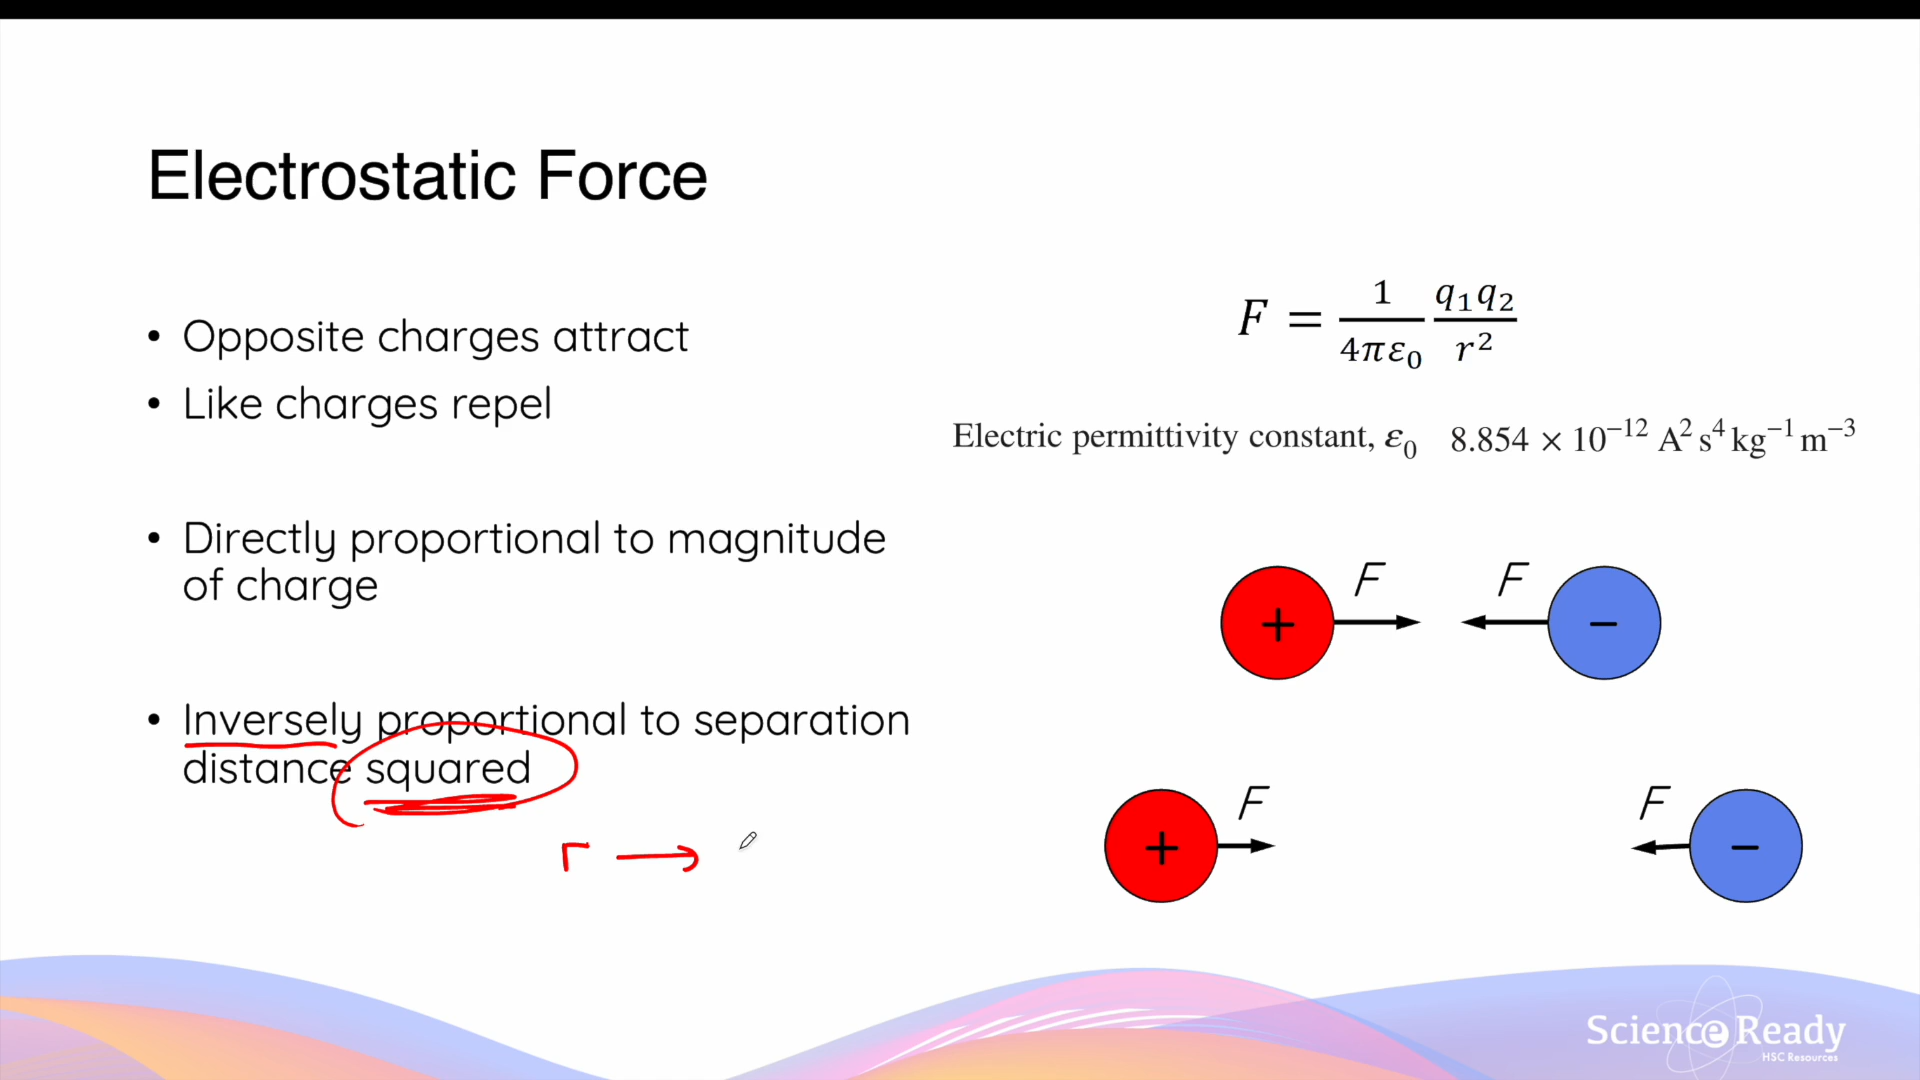 Electrostatic Force
• Opposite charges attract
• Like charges repel
• Directly proportional to magnitude
of charge
• Inversely proportional to separation
distance squared
r →
F = 1/4πε₀ q₁q₂/r²
Electric permittivity constant, ε₀ 8.854 × 10⁻¹² A² s⁴ kg⁻¹ m⁻³
+ F F −
+ F F −
Science Ready
HSC Resources